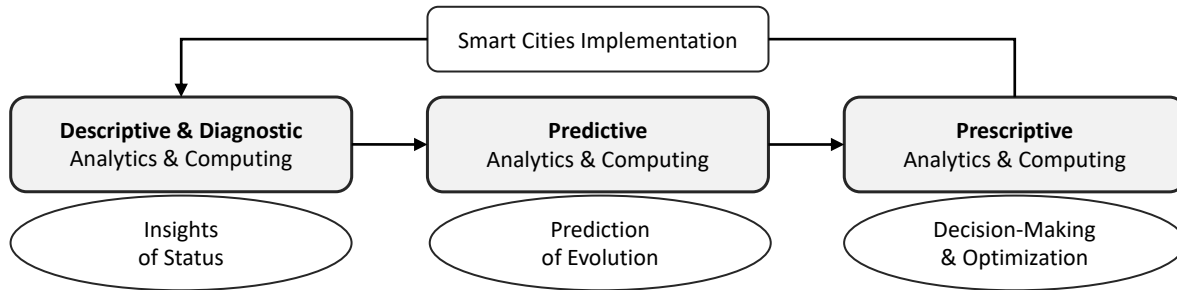 Smart Cities Implementation
Descriptive & Diagnostic
Analytics & Computing
Predictive
Analytics & Computing
Prescriptive
Analytics & Computing
Insights
of Status
Prediction
of Evolution
Decision-Making
& Optimization